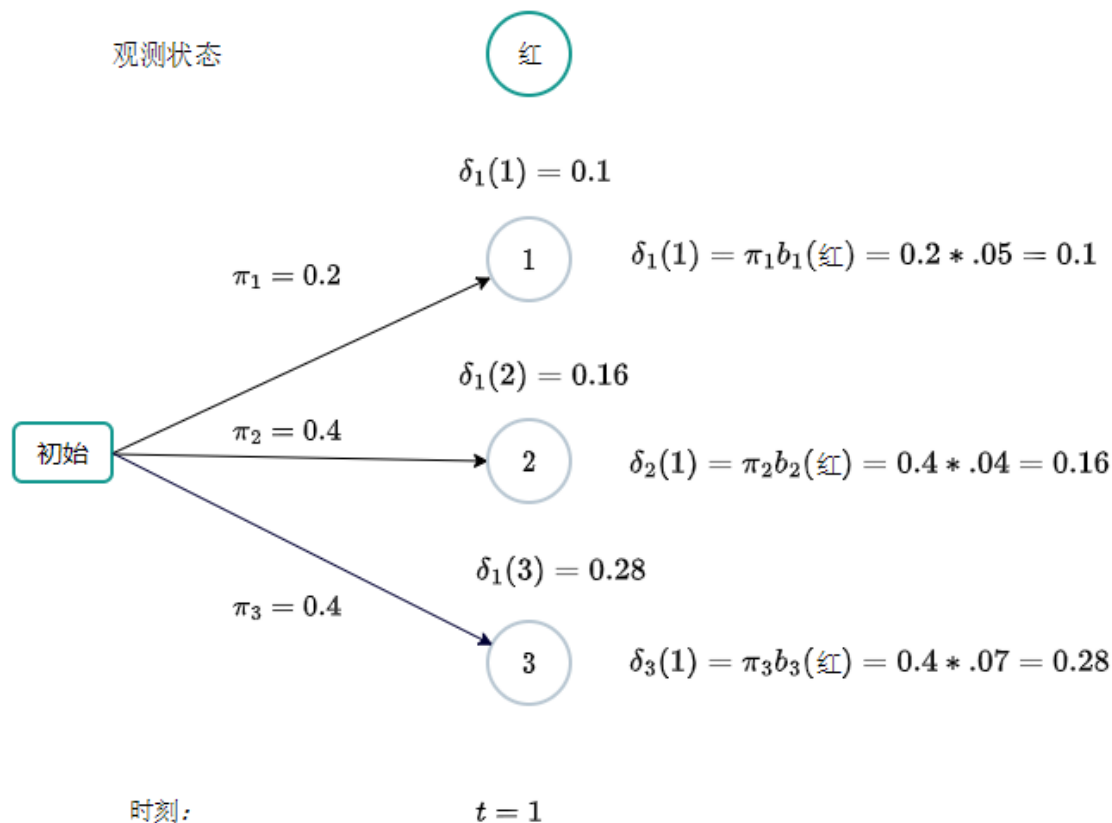 观测状态
红
δ₁(1) = 0.1
1
δ₁(1) = π₁b₁(红) = 0.2 * .05 = 0.1
π₁ = 0.2
δ₁(2) = 0.16
π₂ = 0.4
初始
2
δ₂(1) = π₂b₂(红) = 0.4 * .04 = 0.16
δ₁(3) = 0.28
π₃ = 0.4
3
δ₃(1) = π₃b₃(红) = 0.4 * .07 = 0.28
时刻:
t = 1